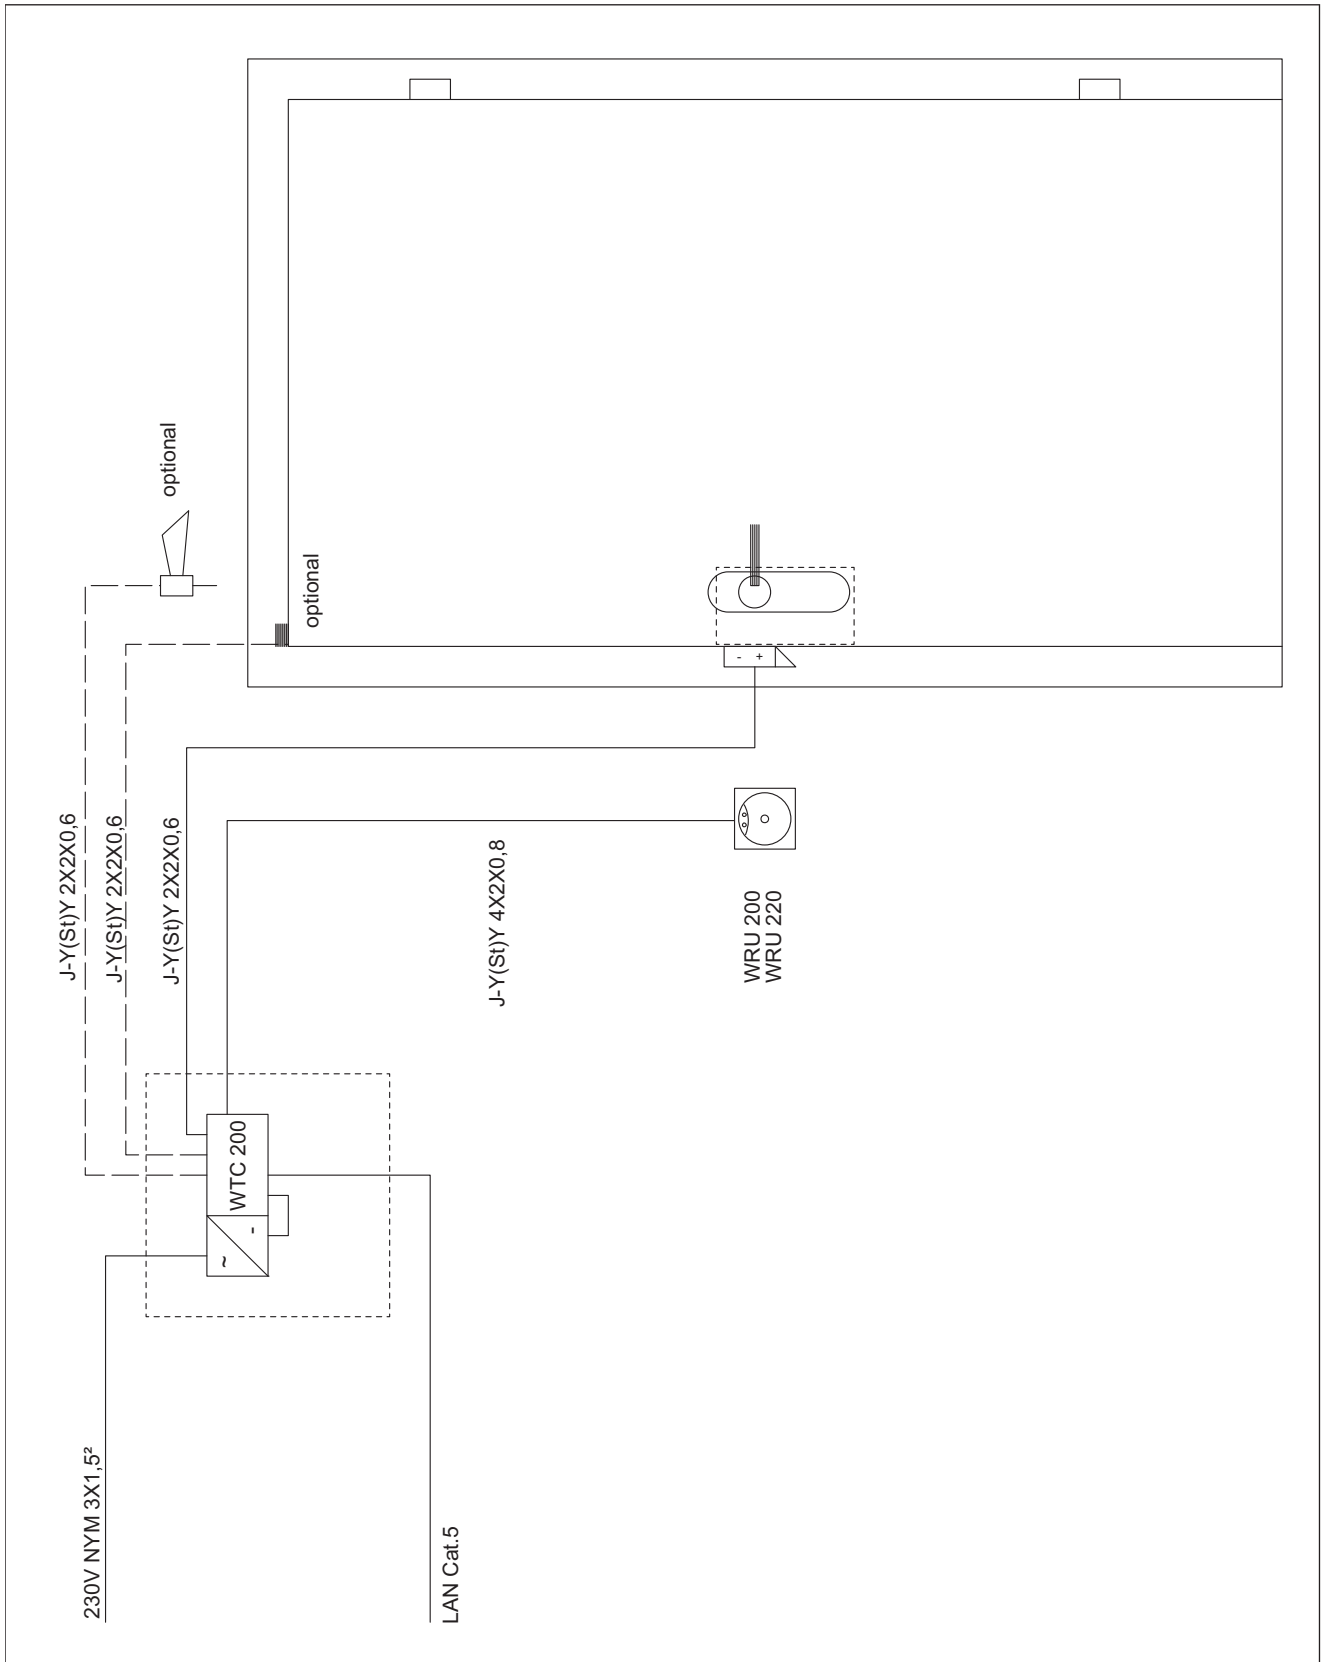 optional
optional
J-Y(St)Y 2X2X0,6
J-Y(St)Y 2X2X0,6
J-Y(St)Y 2X2X0,6
J-Y(St)Y 4X2X0,8
- +
WRU 200
WRU 220
WTC 200
~ -
230V NYM 3X1,5²
LAN Cat.5